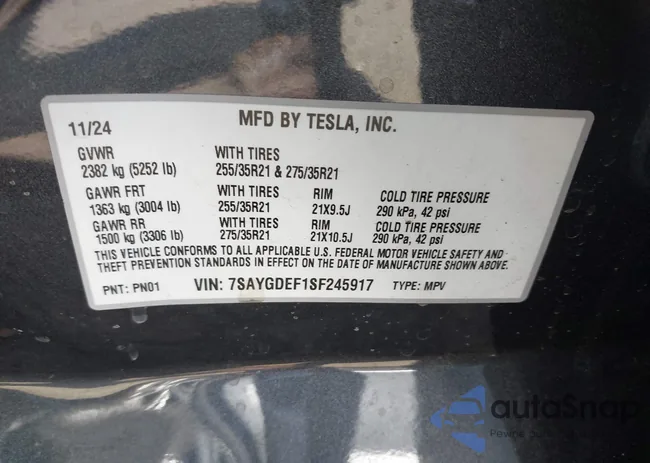 11/24 MFD BY TESLA, INC.
GVWR WITH TIRES
2382 kg (5252 lb) 255/35R21 & 275/35R21
GAWR FRT WITH TIRES RIM COLD TIRE PRESSURE
1363 kg (3004 lb) 255/35R21 21X9.5J 290 kPa, 42 psi
GAWR RR WITH TIRES RIM COLD TIRE PRESSURE
1500 kg (3306 lb) 275/35R21 21X10.5J 290 kPa, 42 psi
THIS VEHICLE CONFORMS TO ALL APPLICABLE U.S. FEDERAL MOTOR VEHICLE SAFETY AND
THEFT PREVENTION STANDARDS IN EFFECT ON THE DATE OF MANUFACTURE SHOWN ABOVE.
PNT: PN01 VIN: 7SAYGDEF1SF245917 TYPE: MPV
autoSnap